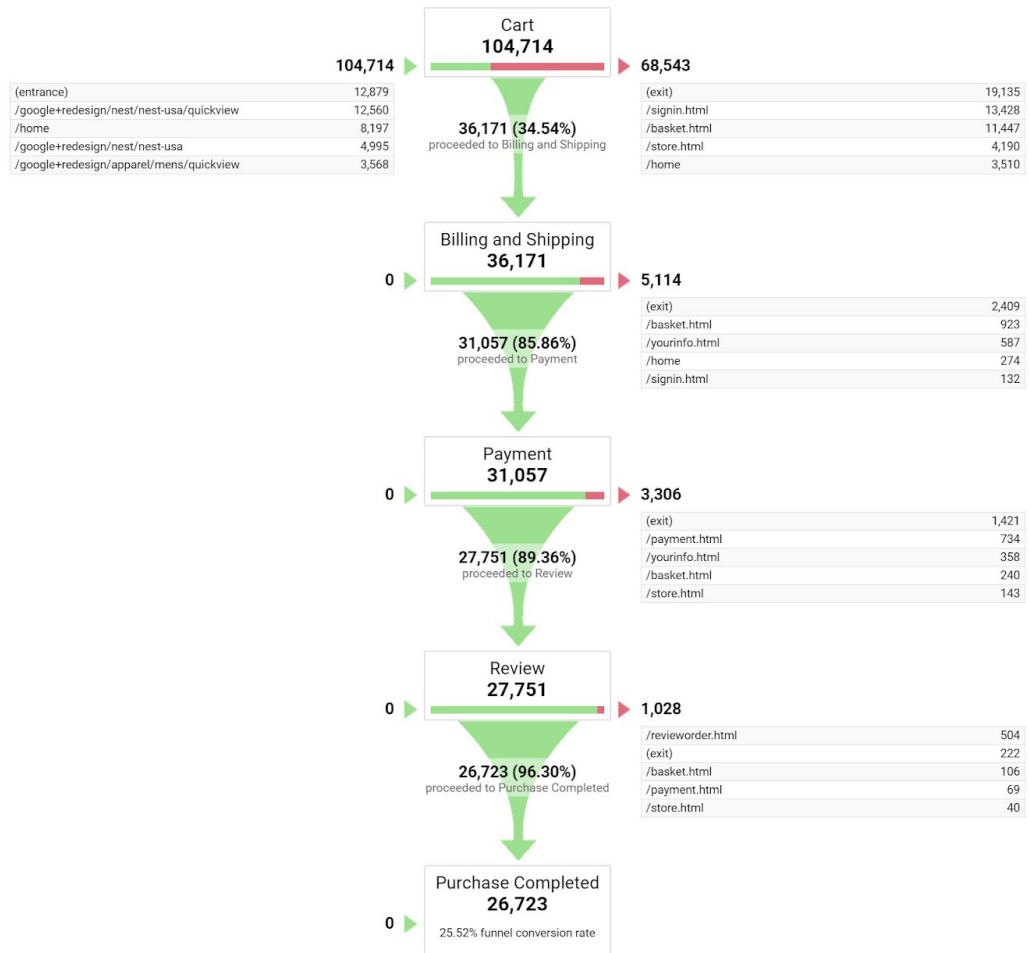 Cart
104,714
104,714
68,543
(entrance) 12,879
/google+redesign/nest/nest-usa/quickview 12,560
/home 8,197
/google+redesign/nest/nest-usa 4,995
/google+redesign/apparel/mens/quickview 3,568
(exit) 19,135
/signin.html 13,428
/basket.html 11,447
/store.html 4,190
/home 3,510
36,171 (34.54%)
proceeded to Billing and Shipping
Billing and Shipping
36,171
0
5,114
(exit) 2,409
/basket.html 923
/yourinfo.html 587
/home 274
/signin.html 132
31,057 (85.86%)
proceeded to Payment
Payment
31,057
0
3,306
(exit) 1,421
/payment.html 734
/yourinfo.html 358
/basket.html 240
/store.html 143
27,751 (89.36%)
proceeded to Review
Review
27,751
0
1,028
/revieworder.html 504
(exit) 222
/basket.html 106
/payment.html 69
/store.html 40
26,723 (96.30%)
proceeded to Purchase Completed
Purchase Completed
26,723
0
25.52% funnel conversion rate